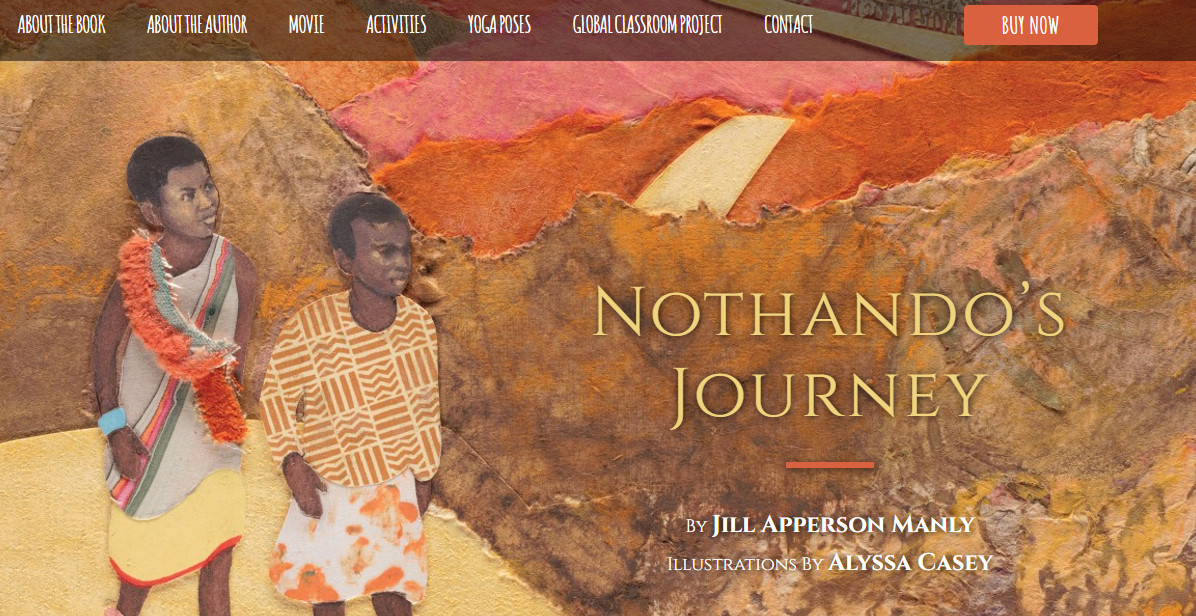 ABOUT THE BOOK ABOUT THE AUTHOR MOVIE ACTIVITIES YOGA POSES GLOBAL CLASSROOM PROJECT CONTACT BUY NOW
NOTHANDO'S
JOURNEY
BY JILL APPERSON MANLY
ILLUSTRATIONS BY ALYSSA CASEY